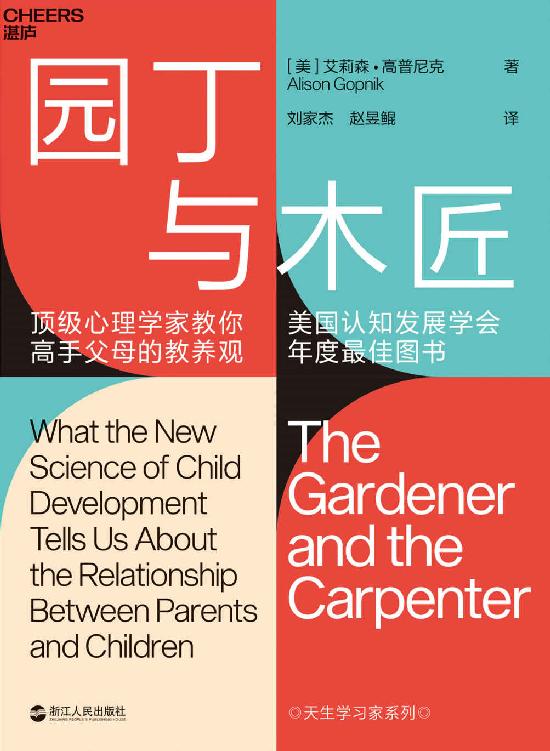 CHEERS
湛庐
[ 美 ] 艾莉森·高普尼克 著
Alison Gopnik
刘家杰 赵昱鲲 译
园丁
与木匠
顶级心理学家教你
高手父母的教养观
美国认知发展学会
年度最佳图书
What the New
Science of Child
Development
Tells Us About
the Relationship
Between Parents
and Children
The
Gardener
and the
Carpenter
浙江人民出版社
ZHEJIANG PEOPLE'S PUBLISHING HOUSE
◎天生学习家系列◎